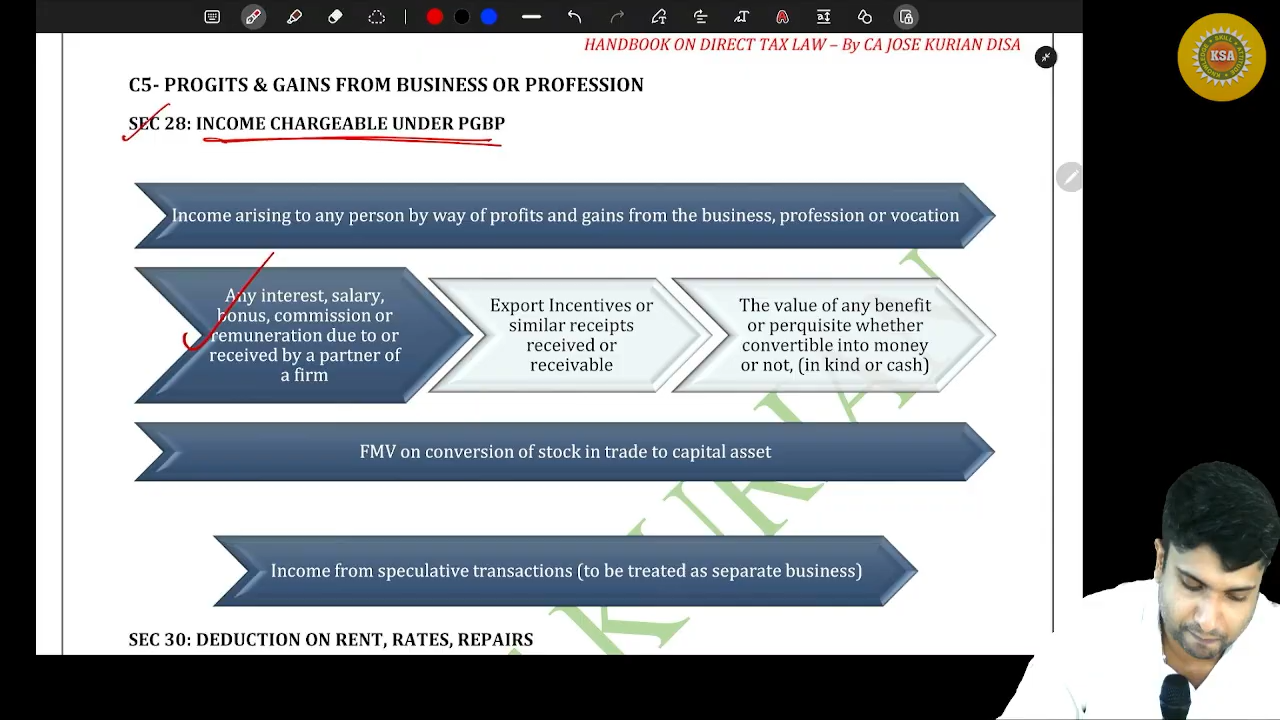 HANDBOOK ON DIRECT TAX LAW – By CA JOSE KURIAN DISA
KSA
C5- PROGITS & GAINS FROM BUSINESS OR PROFESSION
SEC 28: INCOME CHARGEABLE UNDER PGBP
Income arising to any person by way of profits and gains from the business, profession or vocation
Any interest, salary,
bonus, commission or
remuneration due to or
received by a partner of
a firm
Export Incentives or
similar receipts
received or
receivable
The value of any benefit
or perquisite whether
convertible into money
or not, (in kind or cash)
FMV on conversion of stock in trade to capital asset
Income from speculative transactions (to be treated as separate business)
SEC 30: DEDUCTION ON RENT, RATES, REPAIRS